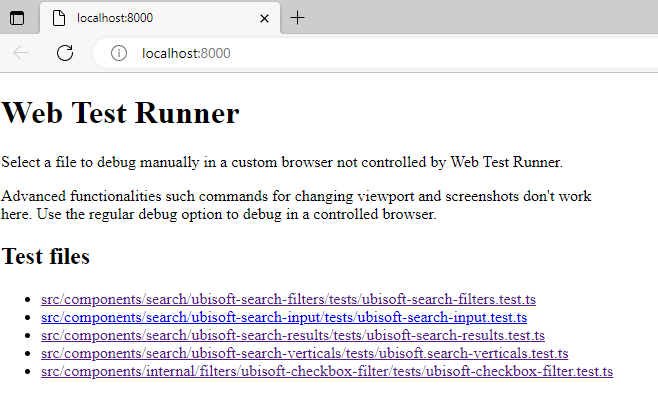 localhost:8000
localhost:8000
Web Test Runner
Select a file to debug manually in a custom browser not controlled by Web Test Runner.
Advanced functionalities such commands for changing viewport and screenshots don't work
here. Use the regular debug option to debug in a controlled browser.
Test files
src/components/search/ubisoft-search-filters/tests/ubisoft-search-filters.test.ts
src/components/search/ubisoft-search-input/tests/ubisoft-search-input.test.ts
src/components/search/ubisoft-search-results/tests/ubisoft-search-results.test.ts
src/components/search/ubisoft-search-verticals/tests/ubisoft.search-verticals.test.ts
src/components/internal/filters/ubisoft-checkbox-filter/tests/ubisoft-checkbox-filter.test.ts